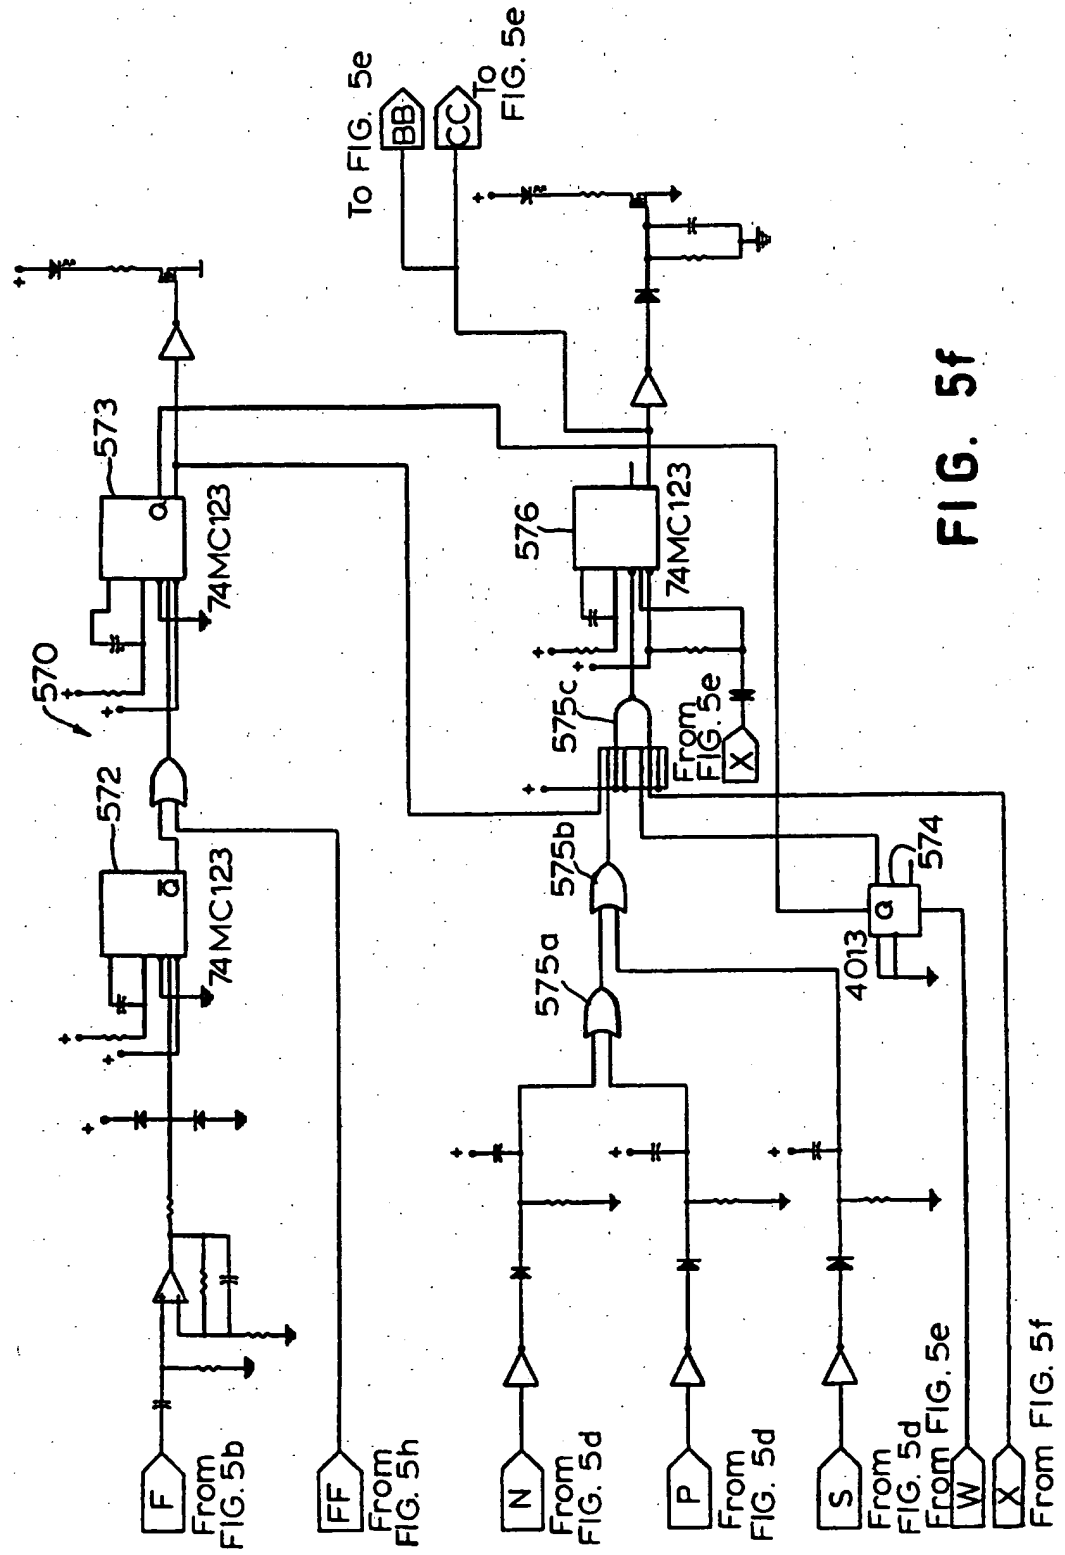 570
572
Q̄
74MC123
573
Q
74MC123
To FIG. 5e
BB
CC
To
FIG. 5e
F
From
FIG. 5b
FF
From
FIG. 5h
N
From
FIG. 5d
P
From
FIG. 5d
S
From
FIG. 5d
From FIG. 5e
W
X
From FIG. 5f
575a
575b
575c
576
74MC123
From
FIG. 5e
X
4013
Q
574
+
+
+
+
+
+
+
+
+
+
+
+
+
FIG. 5f